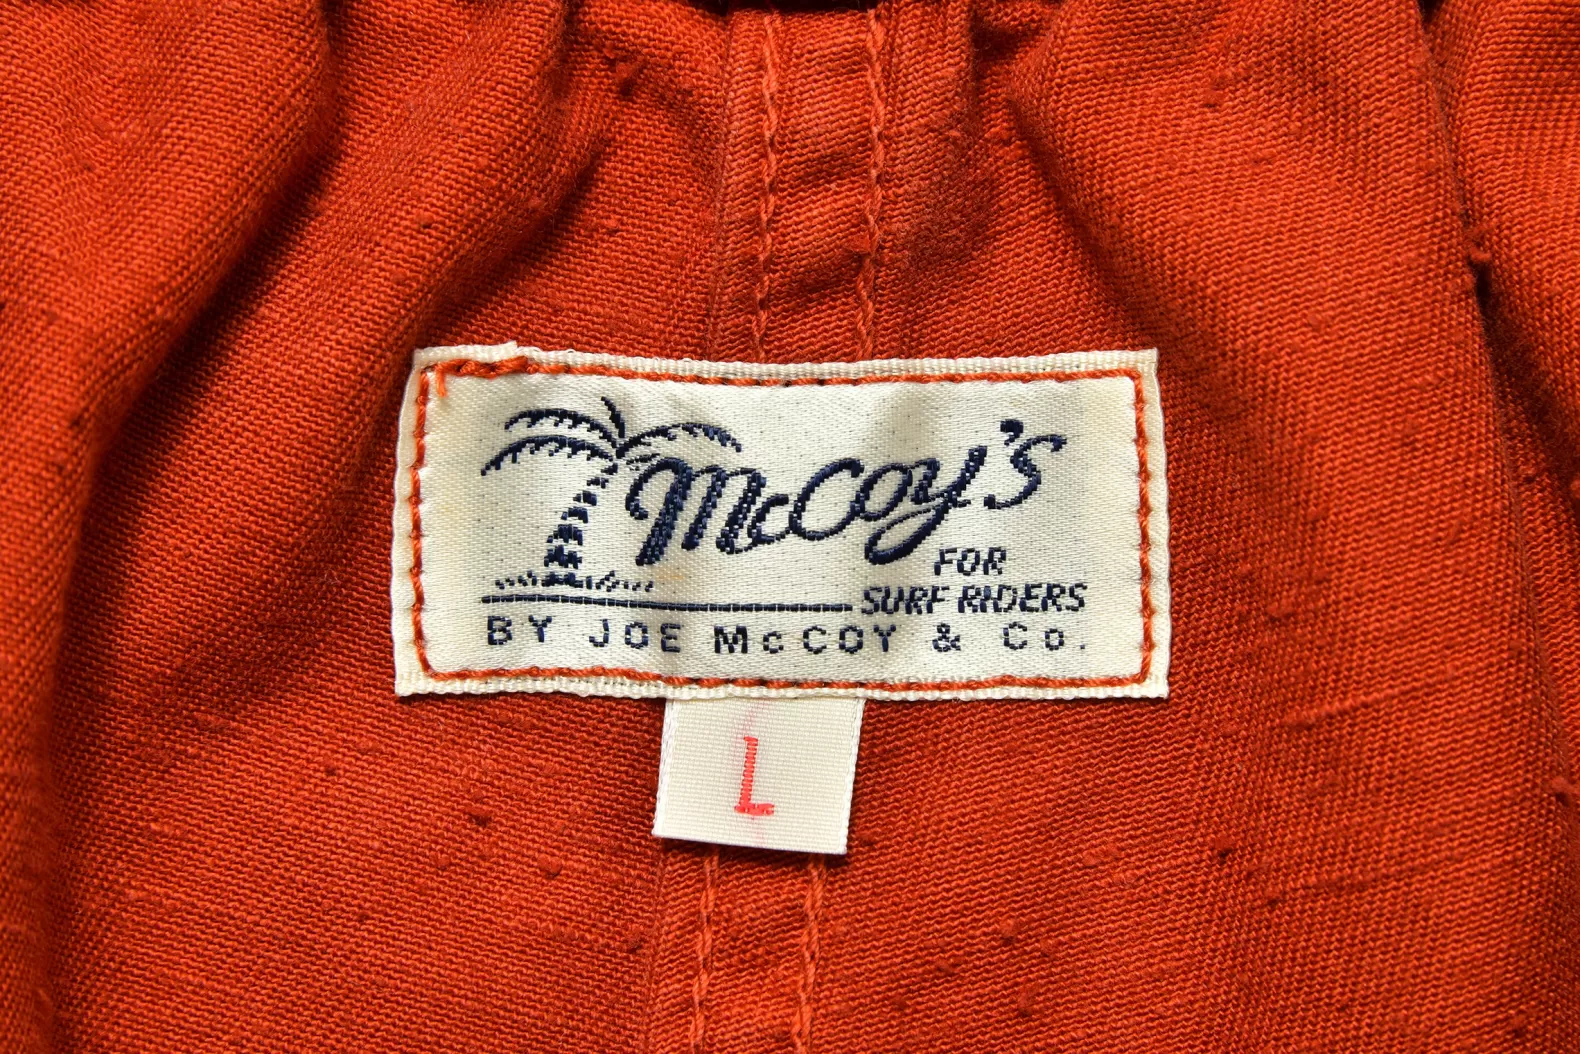 McCoy's
FOR
SURF RIDERS
BY JOE McCOY & Co.
L